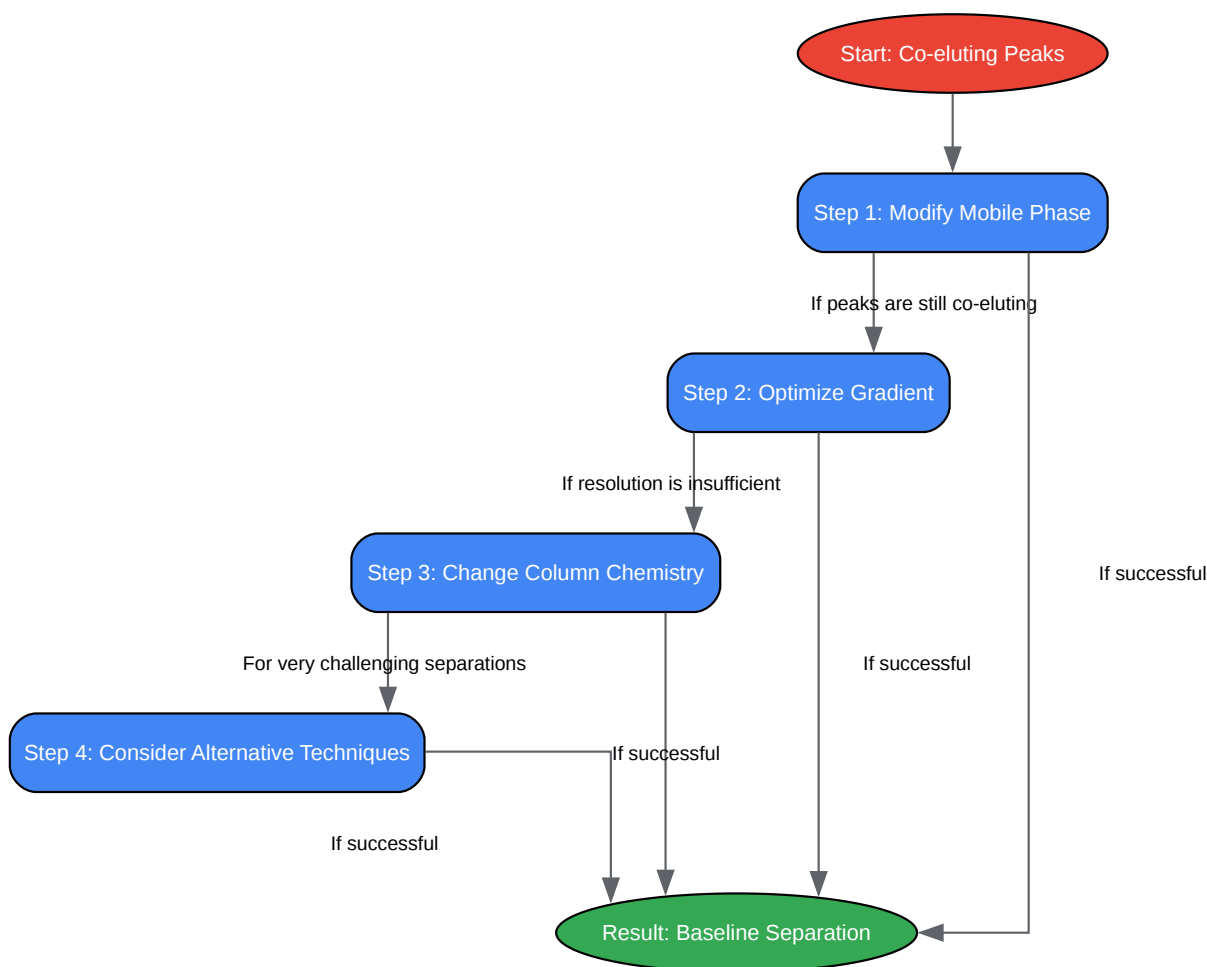 Start: Co-eluting Peaks
Step 1: Modify Mobile Phase
If peaks are still co-eluting
Step 2: Optimize Gradient
If resolution is insufficient
Step 3: Change Column Chemistry
If successful
For very challenging separations
If successful
Step 4: Consider Alternative Techniques
If successful
If successful
Result: Baseline Separation